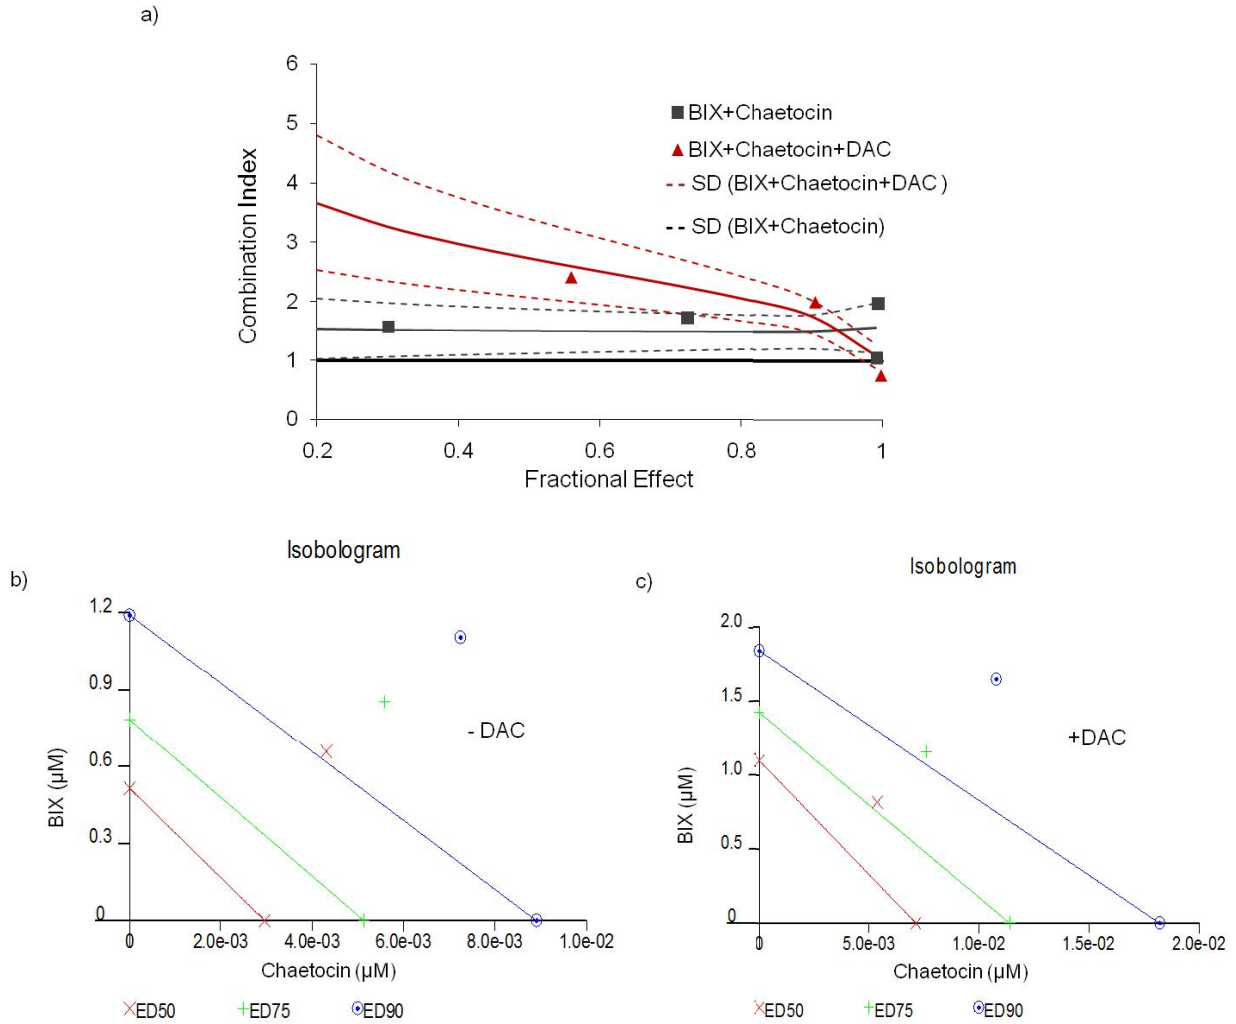 a)
6
5
4
3
2
1
0
Combination Index
0.2 0.4 0.6 0.8 1
Fractional Effect
BIX+Chaetocin
BIX+Chaetocin+DAC
SD (BIX+Chaetocin+DAC )
SD (BIX+Chaetocin)
b)
Isobologram
1.2
0.9
0.6
0.3
0
BIX (µM)
- DAC
0 2.0e-03 4.0e-03 6.0e-03 8.0e-03 1.0e-02
Chaetocin (µM)
ED50 ED75 ED90
c)
Isobologram
2.0
1.5
1.0
0.5
0
BIX (µM)
+DAC
0 5.0e-03 1.0e-02 1.5e-02 2.0e-02
Chaetocin (µM)
ED50 ED75 ED90